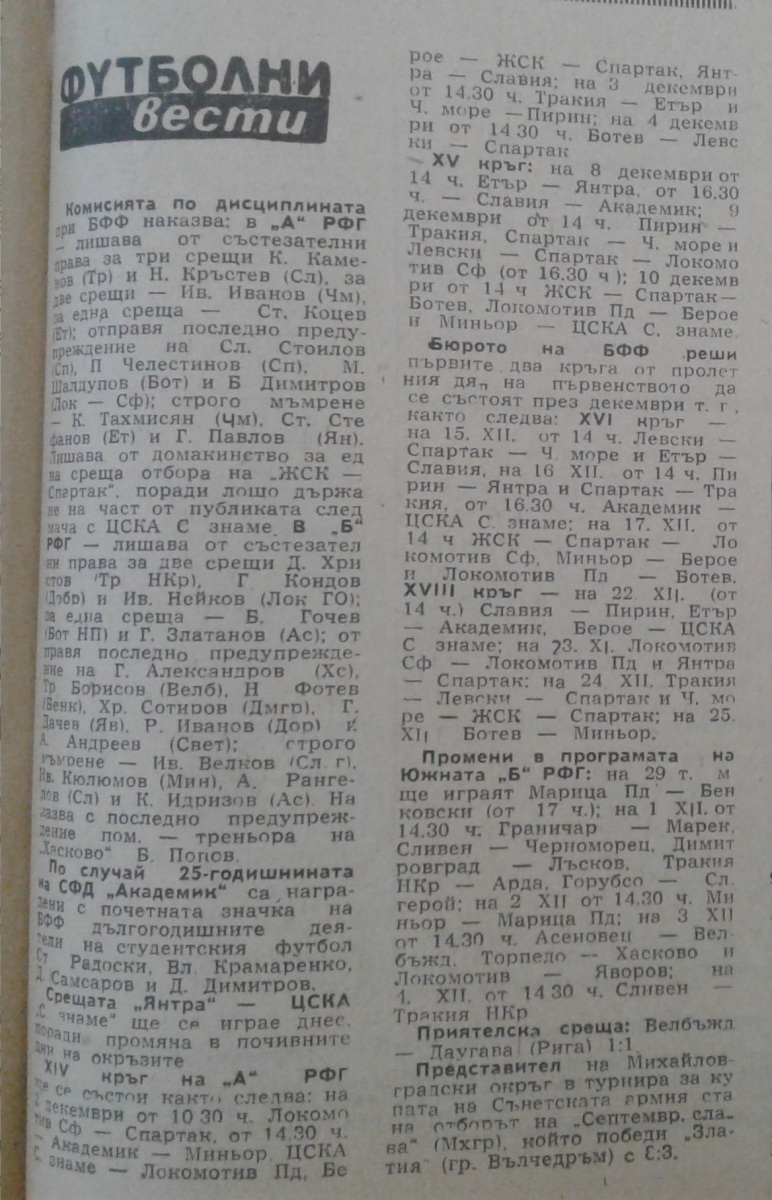 ФУТБОЛНИ
вести
Комисията по дисциплината
при БФФ наказва: в „А" РФГ
— лишава от състезателни
права за три срещи К. Каме-
нов (Тр) и Н. Кръстев (Сл), за
две срещи — Ив. Иванов (Чм),
за една среща — Ст. Коцев
(Ет); отправя последно преду-
преждение на Сл. Стоилов
(Сп), П Челестинов (Сп), М.
Шалдупов (Бот) и Б Димитров
(Лок — Сф); строго мъмрене
— К. Тахмисян (Чм), Ст. Сте
фанов (Ет) и Г. Павлов (Ян).
Лишава от домакинство за ед
на среща отбора на „ЖСК —
Спартак", поради лошо държа
не на част от публиката след
мача с ЦСКА С знаме. В „Б"
РФГ — лишава от състезател
ни права за две срещи Д. Хри
стов (Тр НКр), Г Кондов
(Добр) и Ив. Нейков (Лок ГО);
за една среща — Б. Гочев
(Бот НП) и Г. Златанов (Ас); от
правя последно предупрежде-
ние на Г. Александров (Хс),
Тр Борисов (Велб), Н Фотев
(Бенк), Хр. Сотиров (Дмгр), Г.
Дачев (Яв), Р. Иванов (Дор) и
А. Андреев (Свет); строго
мъмрене — Ив. Велков (Сл. г),
Ив. Кюлюмов (Мин), А. Ранге-
лов (Сл) и К. Идризов (Ас). На
казва с последно предупреж-
дение пом. — треньора на
„Хасково" Б. Попов.
По случай 25-годишнината
на СФД „Академик" са награ-
дени с почетната значка на
БФФ дългогодишните дея-
тели на студентския футбол
Ст Радоски, Вл. Крамаренко,
Д. Самсаров и Д. Димитров.
Срещата „Янтра" — ЦСКА
„С знаме" ще се играе днес,
поради промяна в почивните
дни на окръзите
XIV кръг на „А" РФГ
ще се състои както следва: на
декември от 10 30 ч. Локомо
тив Сф — Спартак, от 14.30 ч.
— Академик — Миньор, ЦСКА
С. знаме — Локомотив Пд, Бе
рое — ЖСК — Спартак, Янт-
ра — Славия; на 3 декември
от 14.30 ч. Тракия — Етър и
Ч. море — Пирин; на 4 декемв
ри от 14 30 ч. Ботев — Левс
ки — Спартак
XV кръг: на 8 декември от
14 ч. Етър — Янтра, от 16.30
ч. — Славия — Академик; 9
декември от 14 ч. Пирин —
Тракия, Спартак — Ч. море и
Левски — Спартак — Локомо
тив Сф (от 16.30 ч); 10 декемв
ри от 14 ч ЖСК — Спартак —
Ботев, Локомотив Пд — Берое
и Миньор — ЦСКА С. знаме.
Бюрото на БФФ реши
първите два кръга от пролет
ния дял на първенството да
се състоят през декември т. г,
както следва: XVI кръг —
на 15. XII. от 14 ч. Левски —
Спартак — Ч. море и Етър —
Славия, на 16 XII. от 14 ч. Пи
рин — Янтра и Спартак — Тра
кия, от 16.30 ч. Академик —
ЦСКА С. знаме; на 17. XII. от
14 ч ЖСК — Спартак — Ло
комотив Сф, Миньор — Берое
и Локомотив Пд — Ботев.
XVIII кръг — на 22 XII. (от
14 ч.) Славия — Пирин, Етър
— Академик, Берое — ЦСКА
С знаме; на 23. XI. Локомотив
Сф — Локомотив Пд и Янтра
— Спартак; на 24 XII. Тракия
— Левски — Спартак и Ч. мо
ре — ЖСК — Спартак; на 25.
XII Ботев — Миньор.
Промени в програмата на
Южната „Б" РФГ: на 29 т. м
ще играят Марица Пд — Бен
ковски (от 17 ч.); на 1 XII. от
14.30 ч. Граничар — Марек,
Сливен — Черноморец, Димит
ровград — Лъсков, Тракия
НКр — Арда, Горубсо — Сл.
герой; на 2 XII от 14.30 ч. Ми
ньор — Марица Пд; на 3 XII
от 14.30 ч. Асеновец — Вел-
бъжд, Торпедо — Хасково и
Локомотив — Яворов; на
4. XII. от 14 30 ч. Сливен —
Тракия НКр
Приятелска среща: Велбъжд
— Даугава (Рига) 1:1
Представител на Михайлов-
градски окръг в турнира за ку
пата на Съветската армия ста
на отборът на „Септемвр. сла-
ва" (Мхгр), който победи „Зла-
тия" (гр. Вълчедръм) с :3.